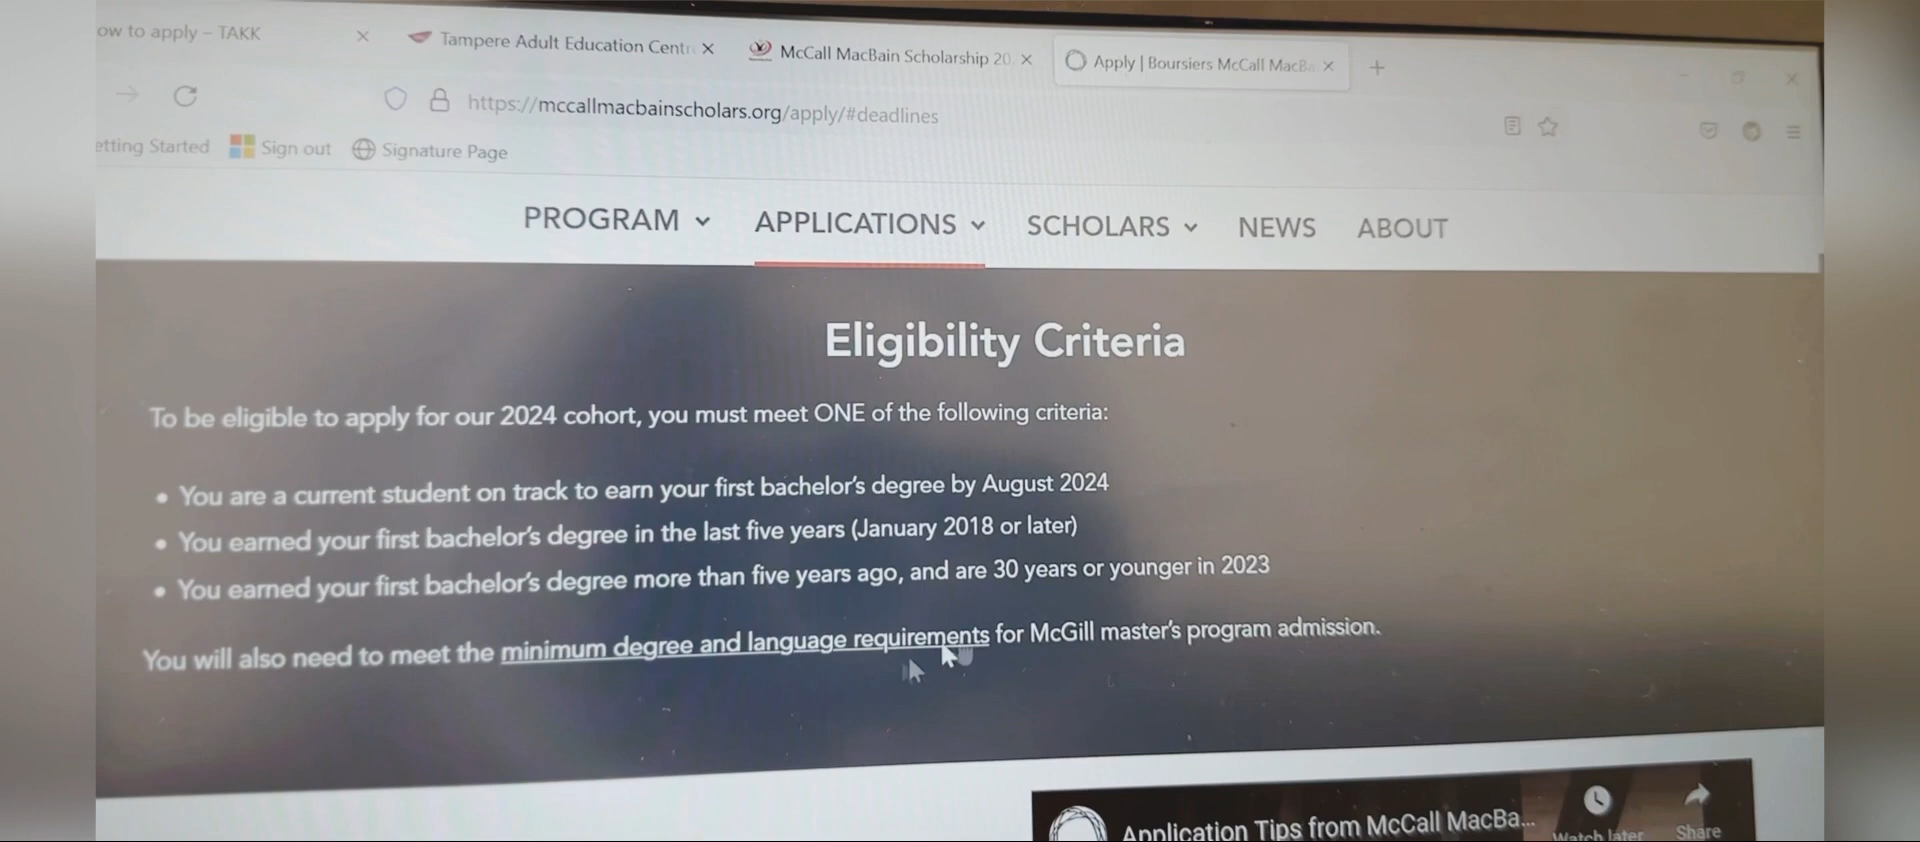 ow to apply – TAKK
Tampere Adult Education Centr
McCall MacBain Scholarship 20
Apply | Boursiers McCall MacBa
https://mccallmacbainscholars.org/apply/#deadlines
etting Started
Sign out
Signature Page
PROGRAM
APPLICATIONS
SCHOLARS
NEWS
ABOUT
Eligibility Criteria
To be eligible to apply for our 2024 cohort, you must meet ONE of the following criteria:
• You are a current student on track to earn your first bachelor's degree by August 2024
• You earned your first bachelor's degree in the last five years (January 2018 or later)
• You earned your first bachelor's degree more than five years ago, and are 30 years or younger in 2023
You will also need to meet the minimum degree and language requirements for McGill master's program admission.
Application Tips from McCall MacBa...
Watch later
Share